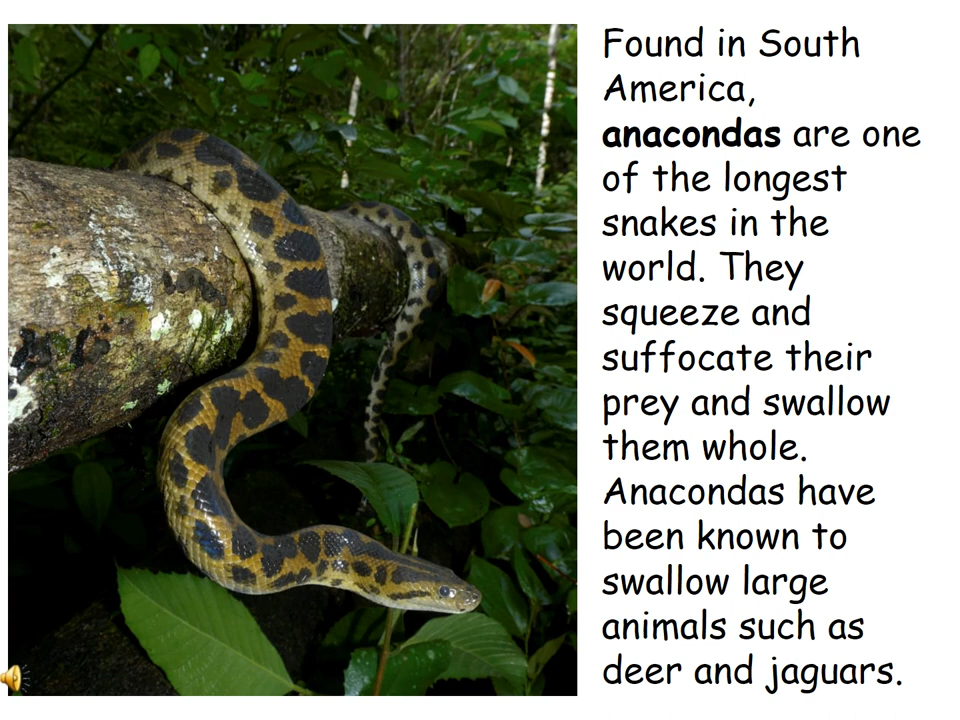 Found in South
America,
anacondas are one
of the longest
snakes in the
world. They
squeeze and
suffocate their
prey and swallow
them whole.
Anacondas have
been known to
swallow large
animals such as
deer and jaguars.